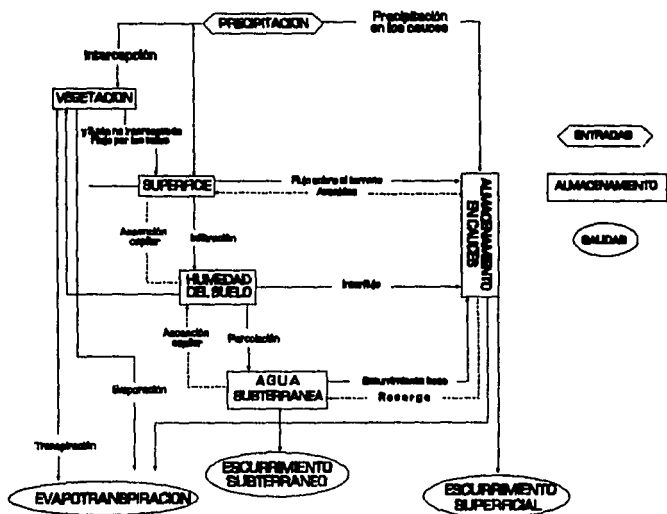 PRECIPITACION
Precipitación
en los cauces
Intercepción
VEGETACION
Flujo por los tallos
SUPERFICIE
Flujo sobre el terreno
ALMACENAMIENTO
EN CAUCES
ENTRADAS
ALMACENAMIENTO
SALIDAS
Ascención
capilar
Infiltración
HUMEDAD
DEL SUELO
Interflujo
Ascención
capilar
Percolación
AGUA
SUBTERRANEA
Escurrimiento base
Recarga
Evaporación
Transpiración
EVAPOTRANSPIRACION
ESCURRIMIENTO
SUBTERRANEO
ESCURRIMIENTO
SUPERFICIAL